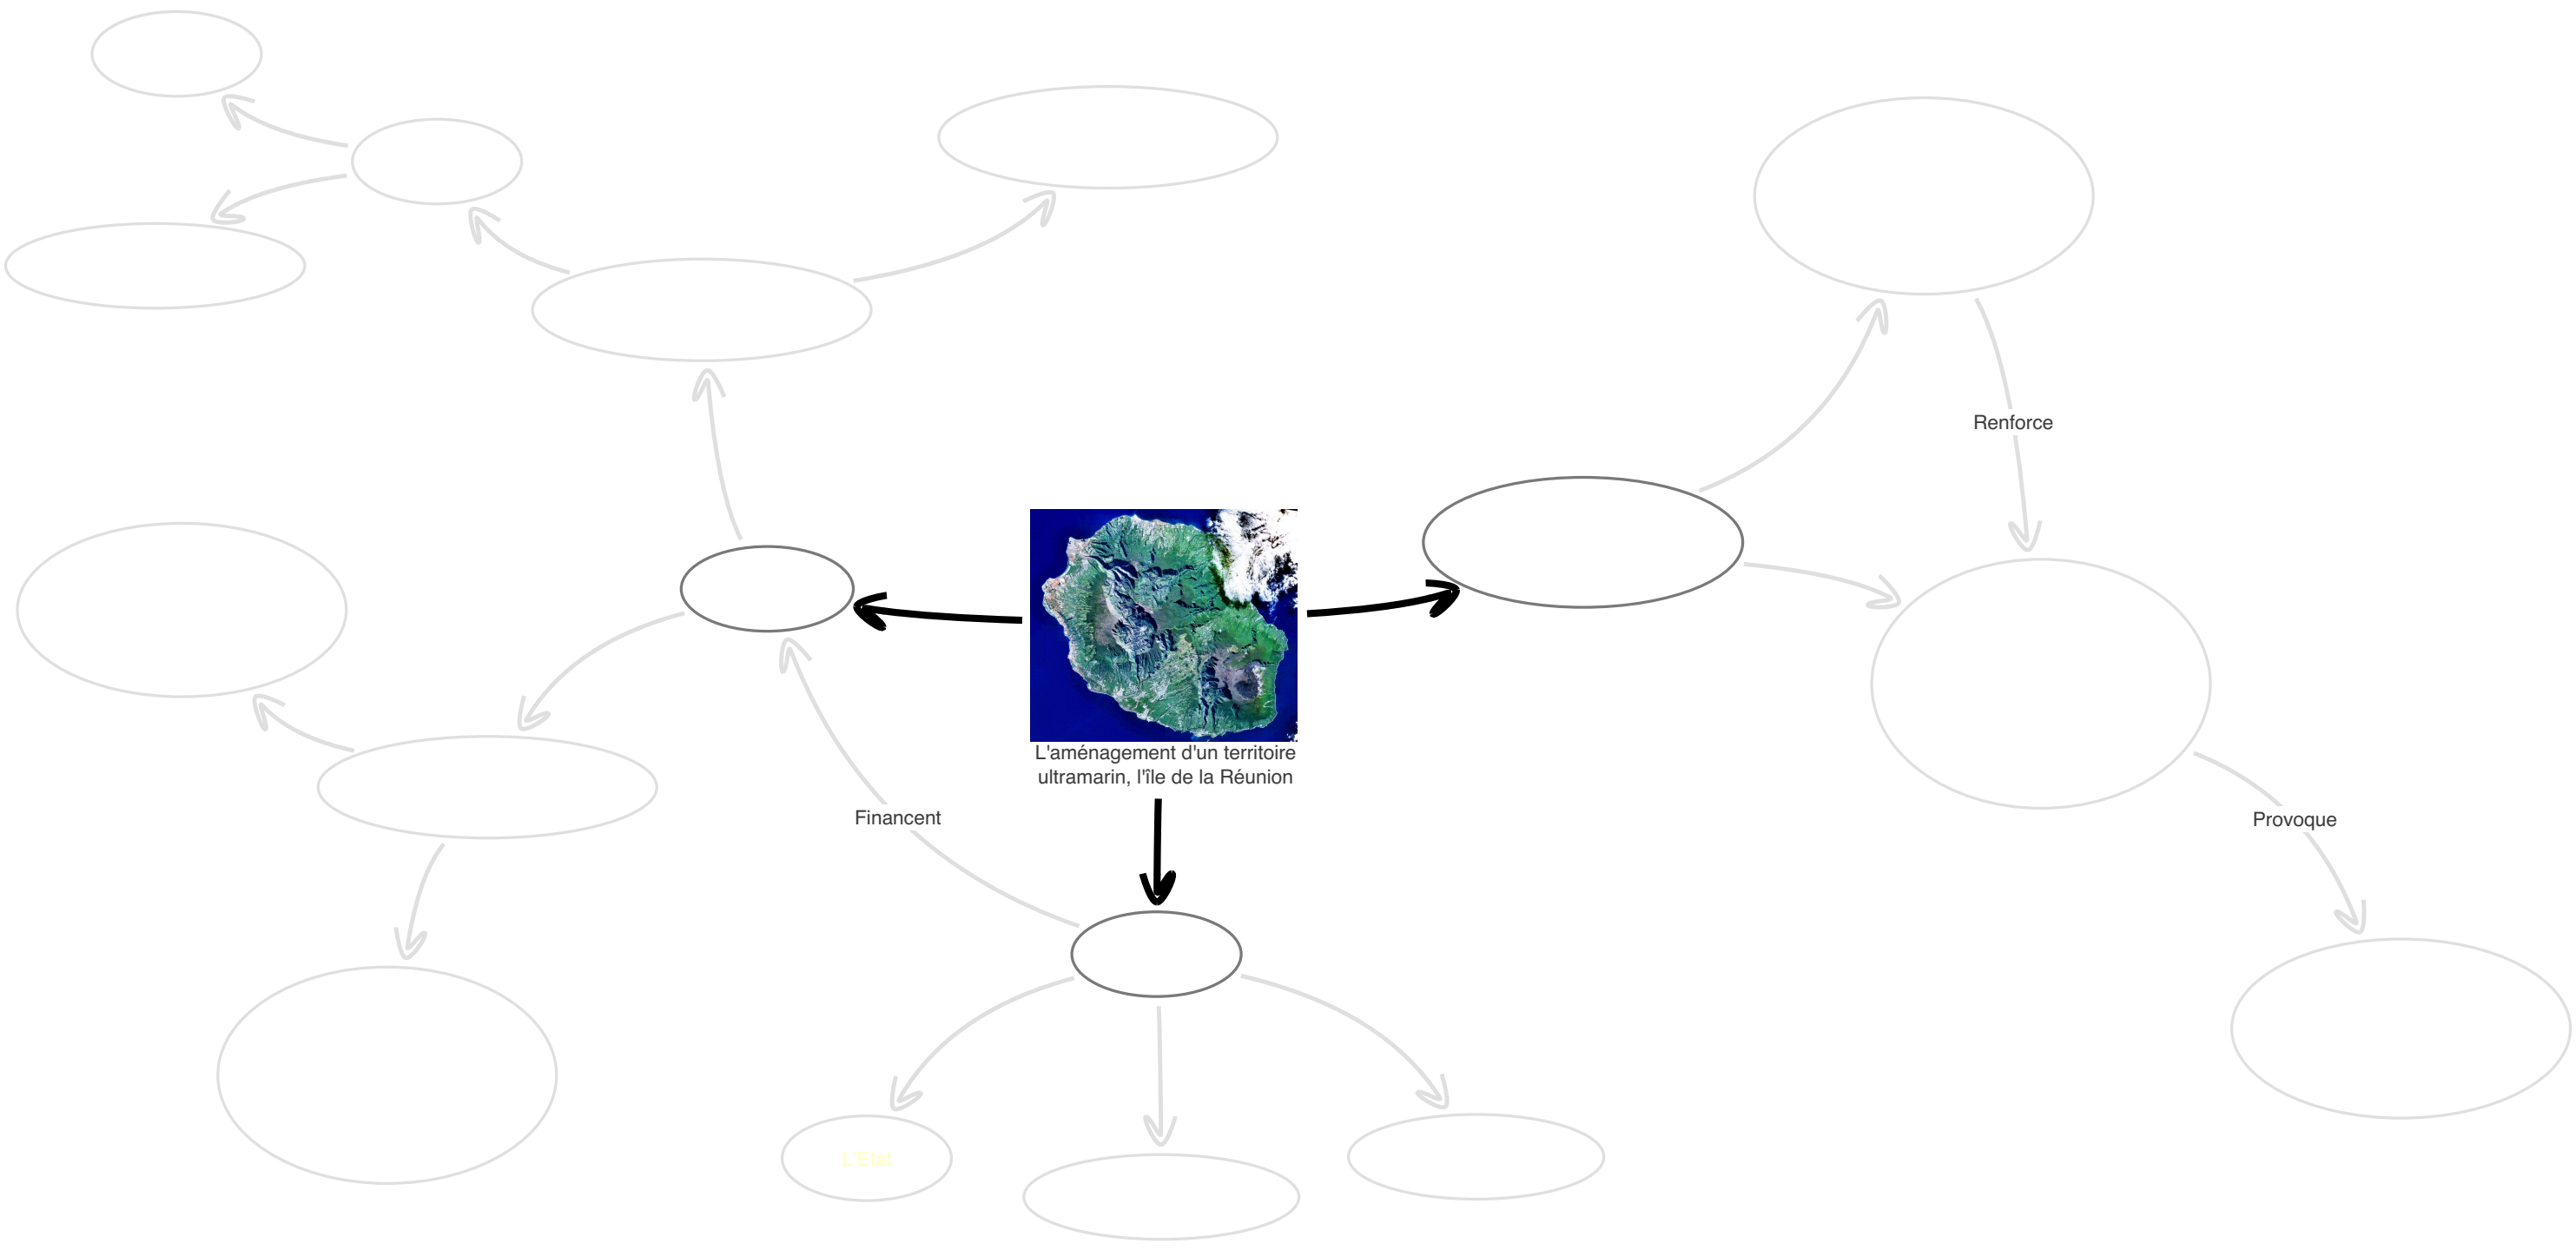 Renforce
L'aménagement d'un territoire
ultramarin, l'île de la Réunion
Financent
Provoque
L'Etat